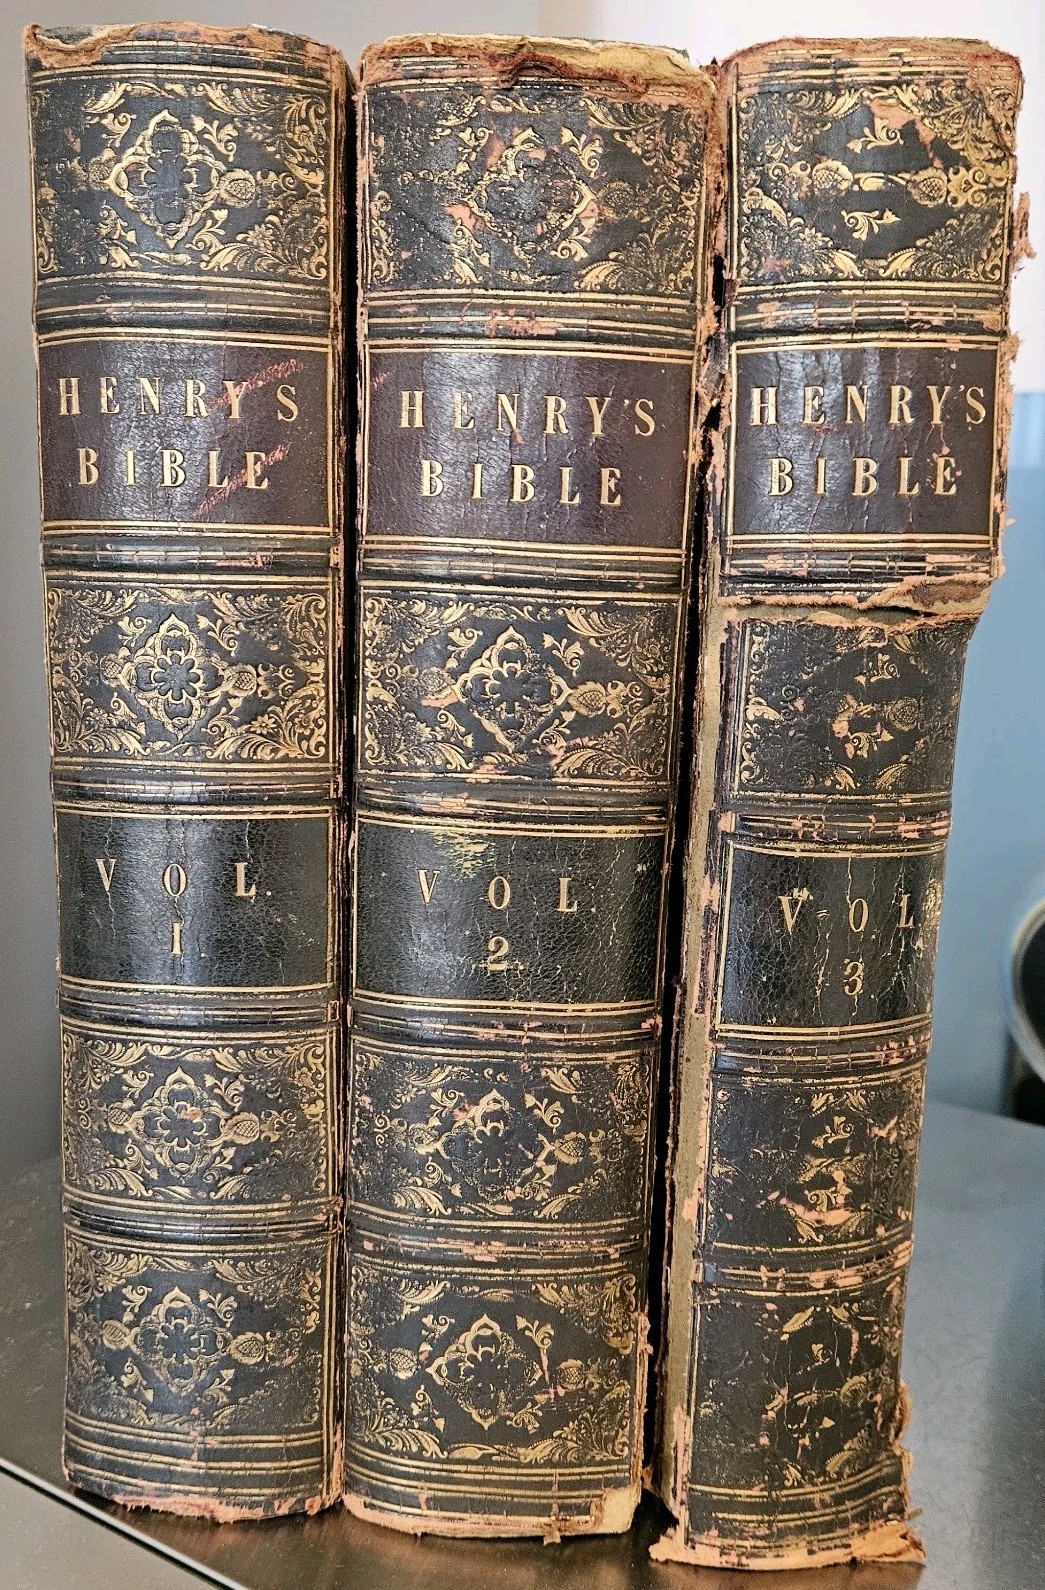 HENRY'S
BIBLE
VOL.
1
HENRY'S
BIBLE
VOL.
2
HENRY'S
BIBLE
VOL
3